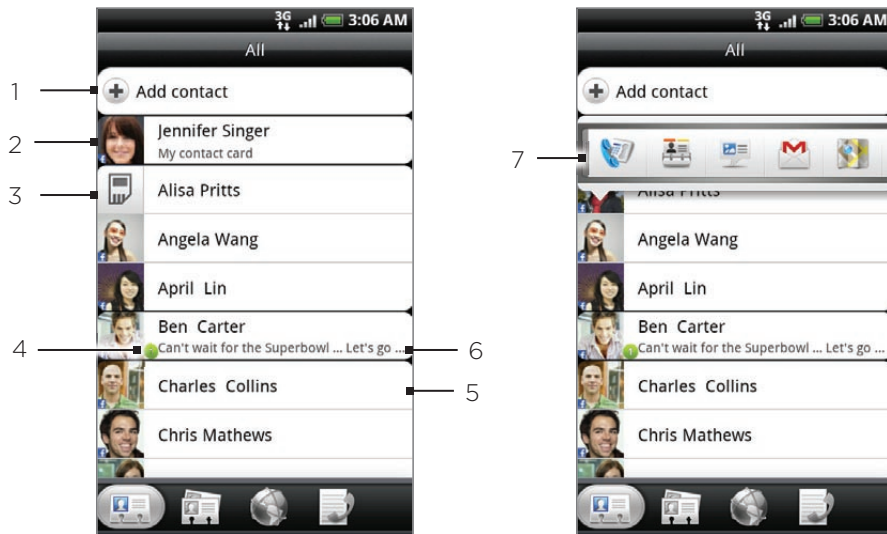 3G 3:06 AM
All
1
Add contact
2
Jennifer Singer
My contact card
3
Alisa Pritts
Angela Wang
April Lin
Ben Carter
4
Can't wait for the Superbowl ... Let's go ...
6
Charles Collins
5
Chris Mathews
3G 3:06 AM
All
Add contact
7
Alisa Pritts
Angela Wang
April Lin
Ben Carter
Can't wait for the Superbowl ... Let's go ...
Charles Collins
Chris Mathews